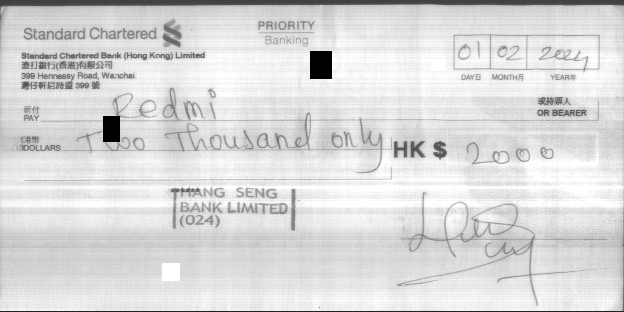 Standard Chartered
PRIORITY
Banking
Standard Chartered Bank (Hong Kong) Limited
渣打銀行(香港)有限公司
399 Hennessy Road, Wanchai
灣仔軒尼詩道 399 號
01 02 2024
DAY日 MONTH月 YEAR年
祈付
PAY Redmi
或持票人
OR BEARER
港幣
DOLLARS Two Thousand only HK $ 2000
HANG SENG
BANK LIMITED
(024)